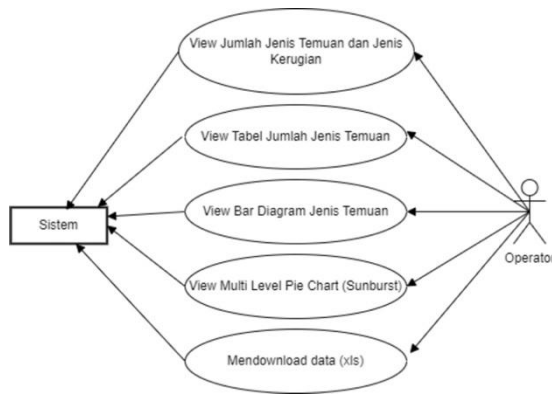 View Jumlah Jenis Temuan dan Jenis
Kerugian
View Tabel Jumlah Jenis Temuan
View Bar Diagram Jenis Temuan
Sistem
Operator
View Multi Level Pie Chart (Sunburst)
Mendownload data (xls)